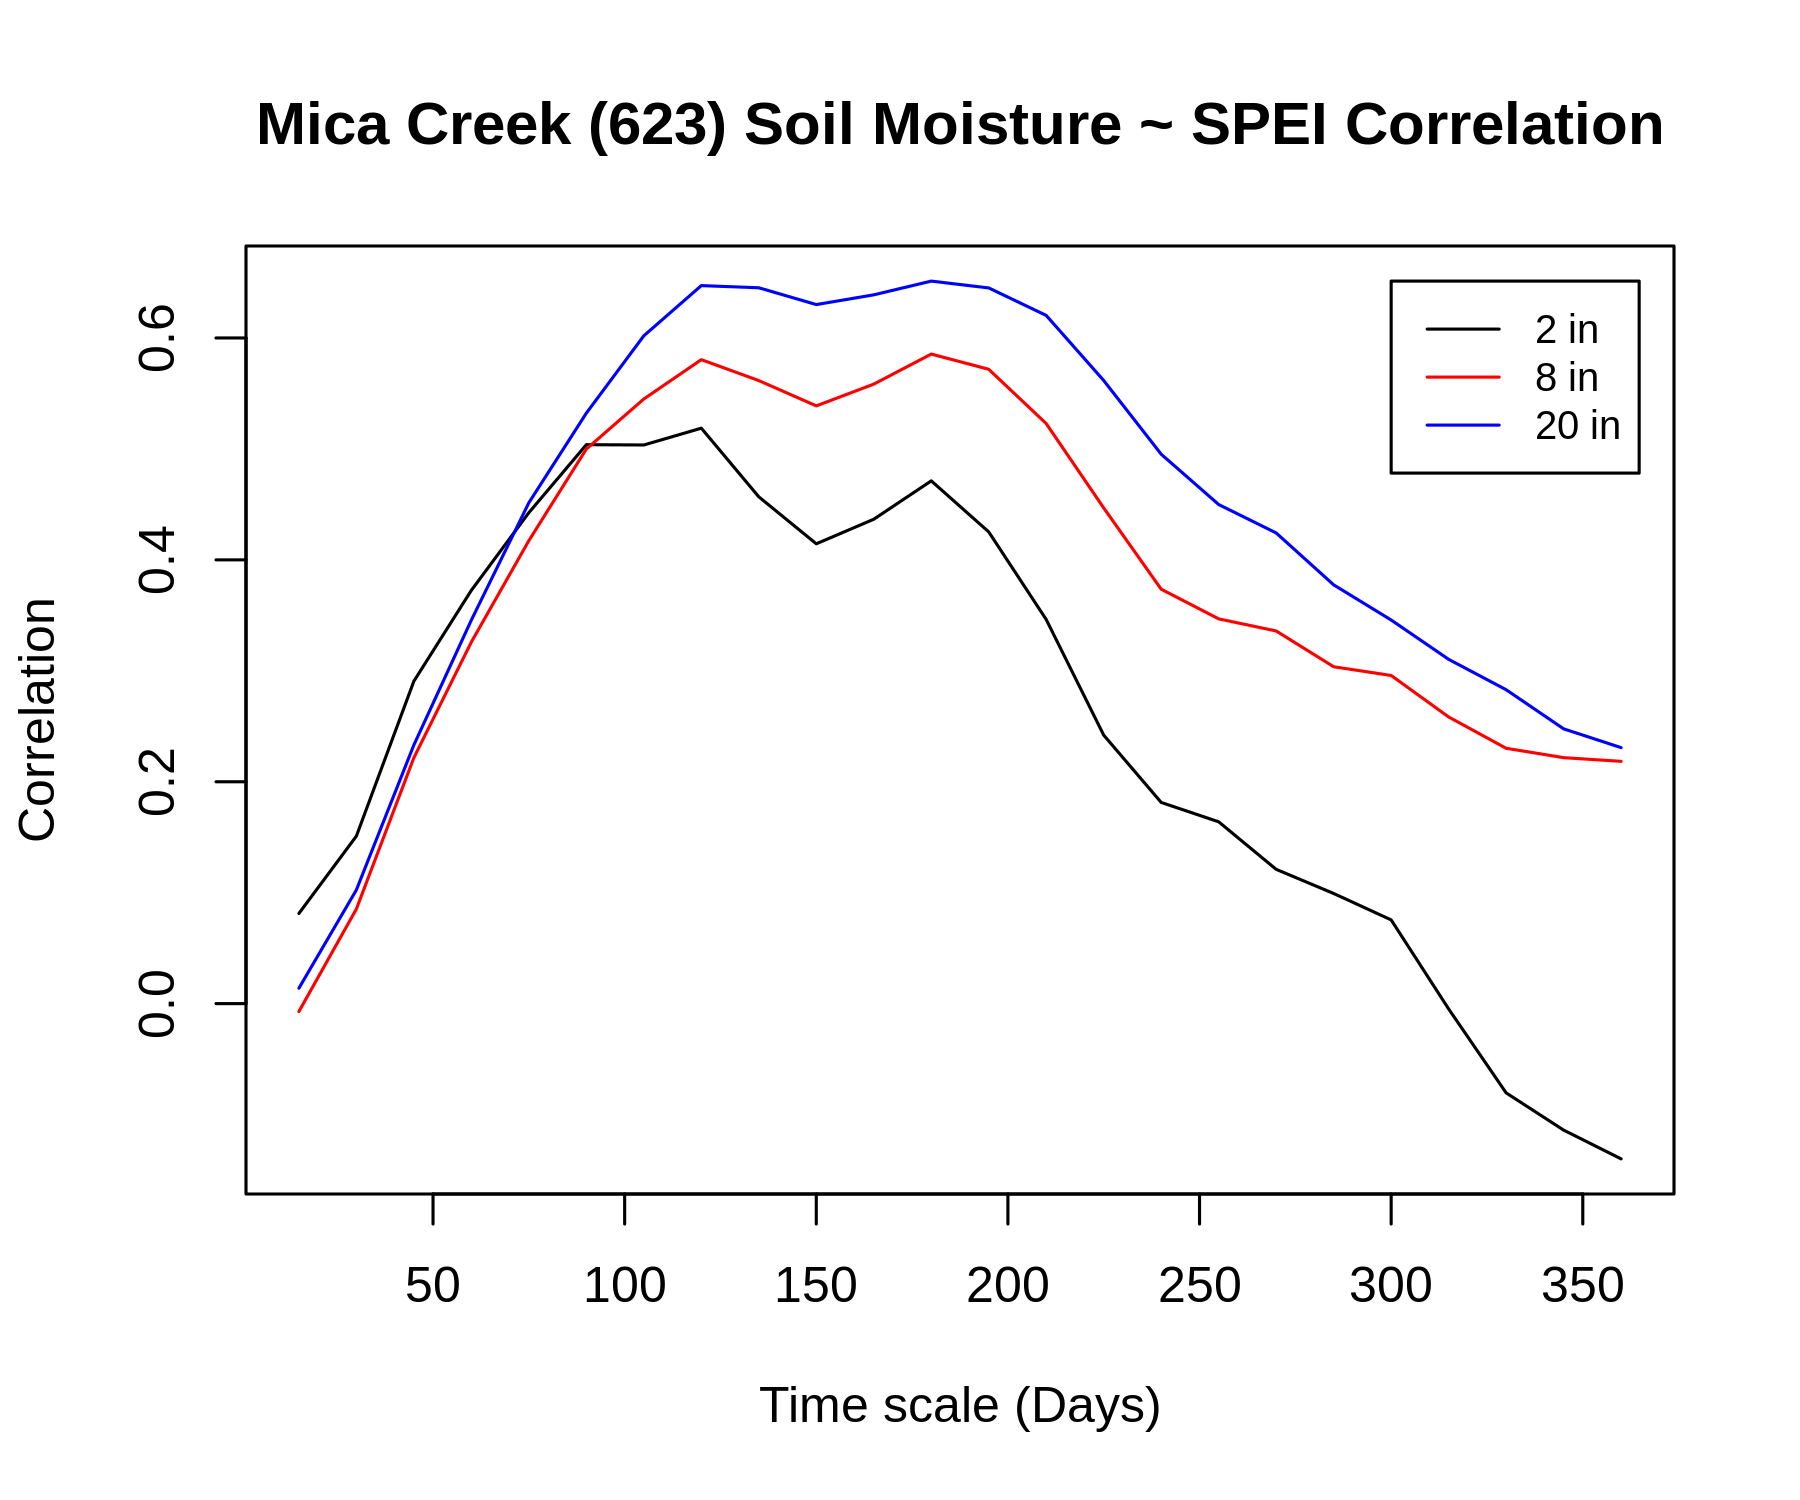 Mica Creek (623) Soil Moisture ~ SPEI Correlation
2 in
8 in
20 in
0.6
0.4
0.2
0.0
Correlation
50 100 150 200 250 300 350
Time scale (Days)